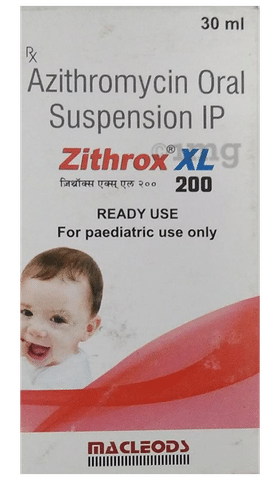 30 ml
Rx
Azithromycin Oral
Suspension IP
Zithrox® XL
ज़िथ्रॉक्स एक्स् एल २०० 200
READY USE
For paediatric use only
MACLEODS